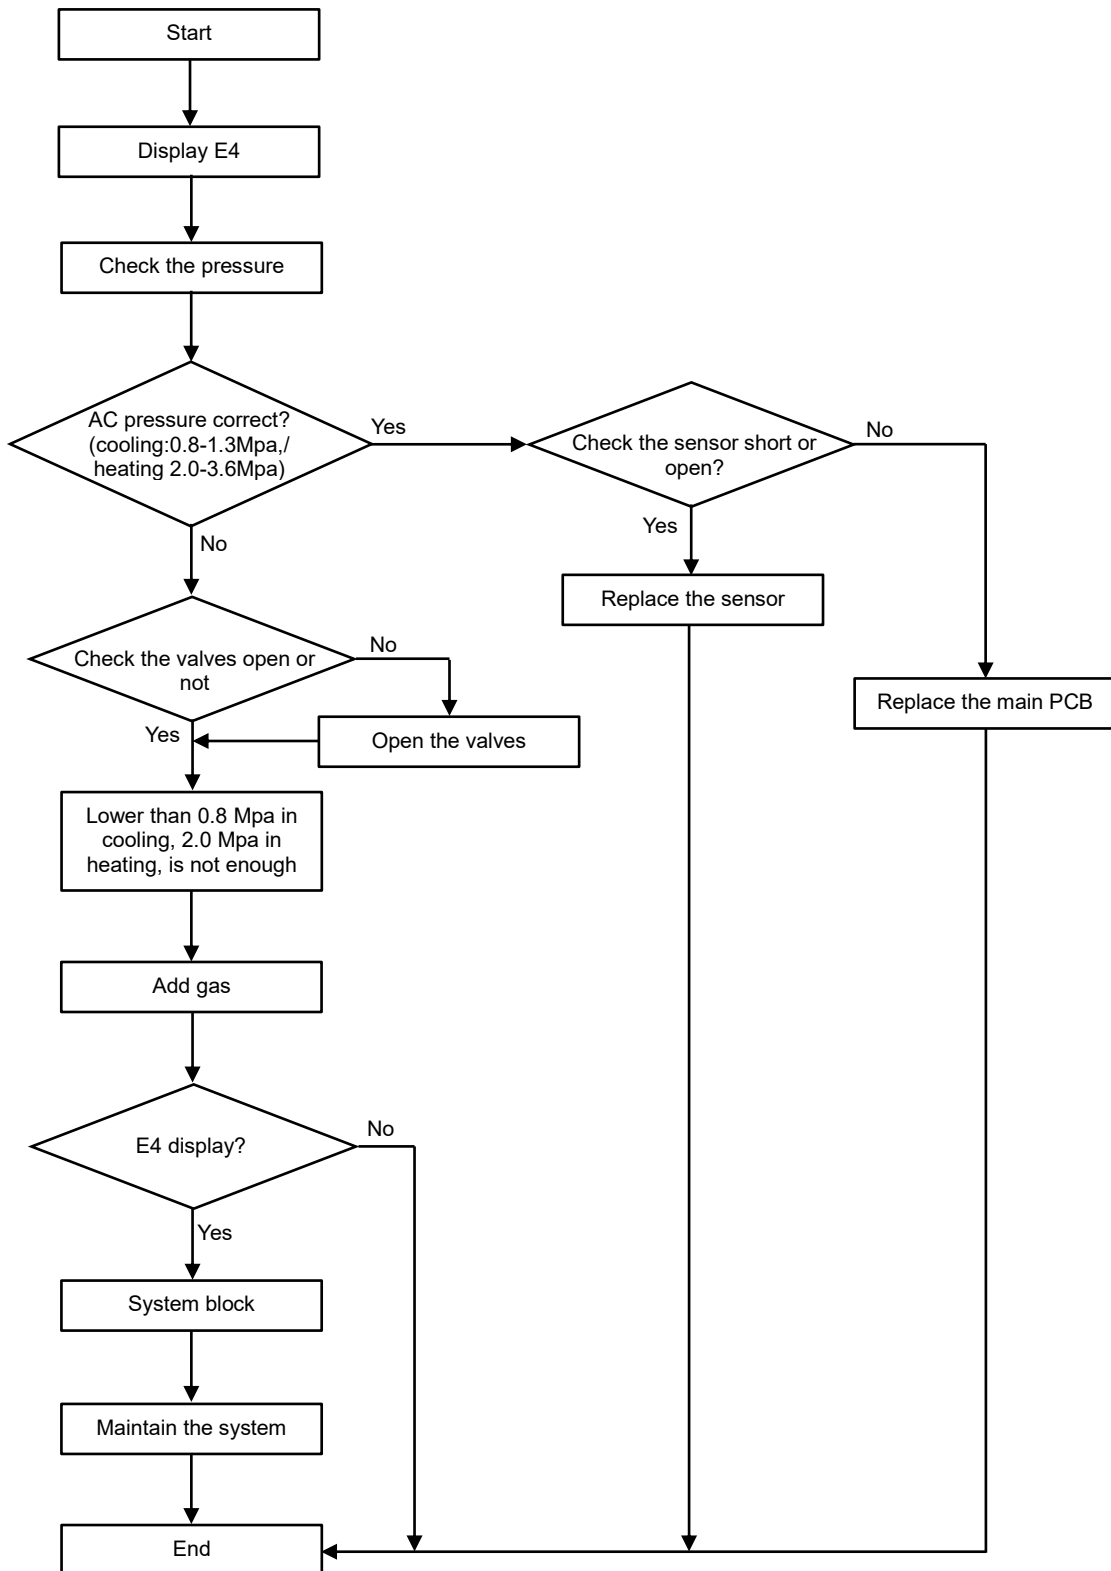 Start
Display E4
Check the pressure
AC pressure correct?
(cooling:0.8-1.3Mpa,/
heating 2.0-3.6Mpa)
Yes
Check the sensor short or
open?
No
Yes
No
Replace the sensor
Check the valves open or
not
No
Replace the main PCB
Yes
Open the valves
Lower than 0.8 Mpa in
cooling, 2.0 Mpa in
heating, is not enough
Add gas
E4 display?
No
Yes
System block
Maintain the system
End